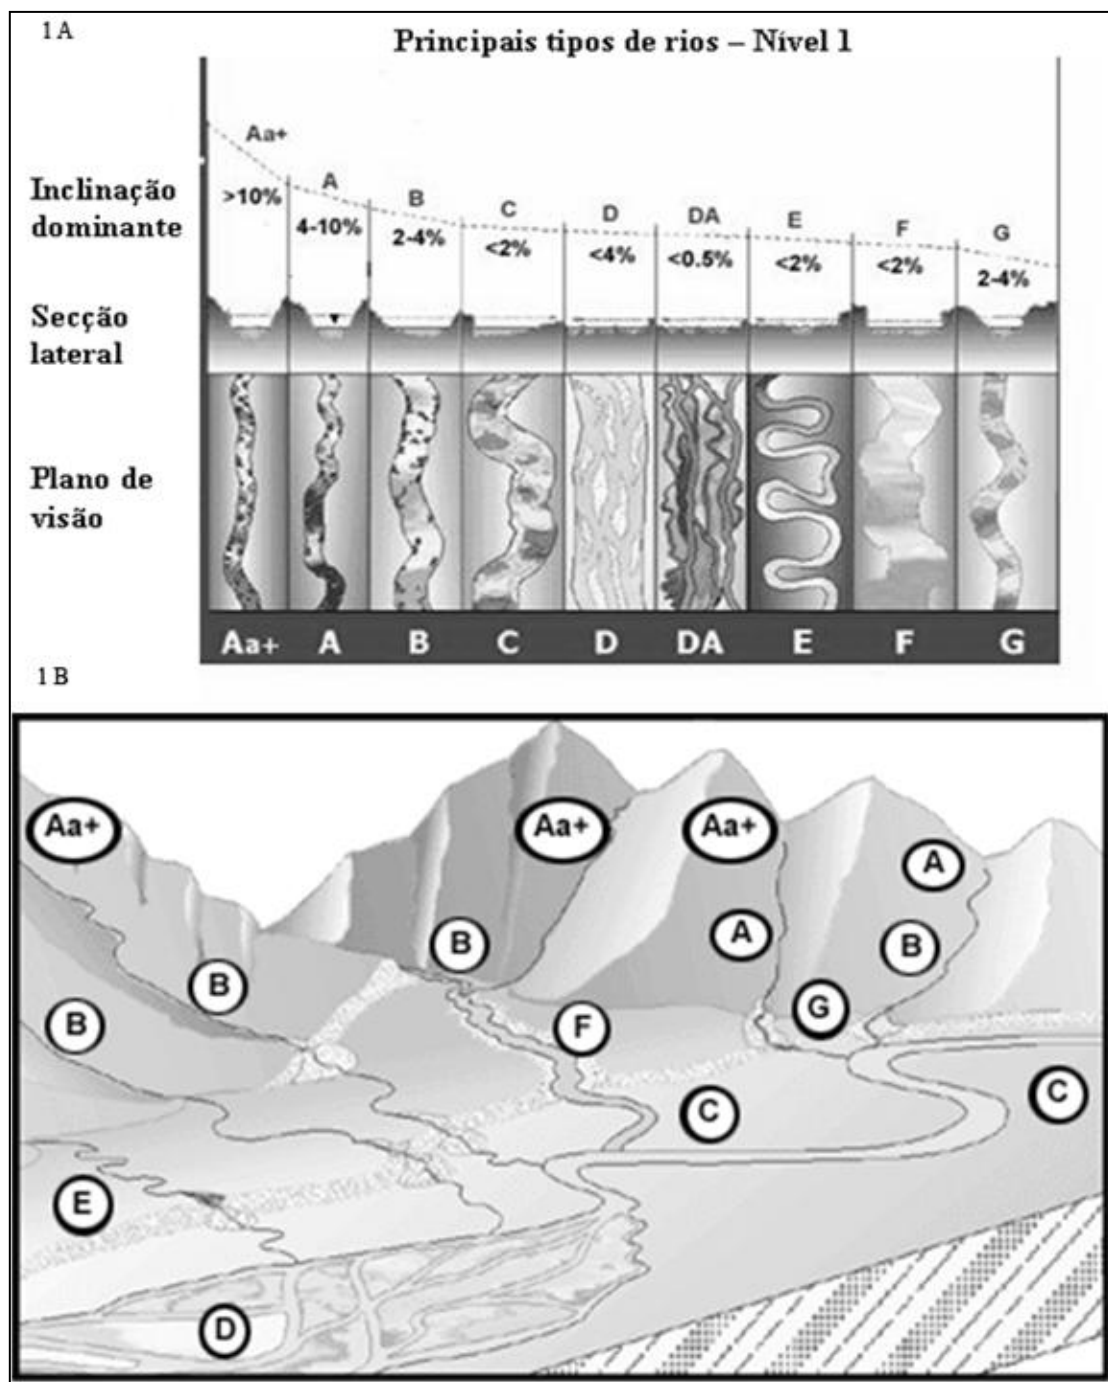 1A
Principais tipos de rios – Nível 1
Inclinação
dominante
Aa+
>10%
A
4-10%
B
2-4%
C
<2%
D
<4%
DA
<0.5%
E
<2%
F
<2%
G
2-4%
Secção
lateral
Plano de
visão
Aa+ A B C D DA E F G
1B
Aa+
Aa+
Aa+
A
B
A
B
B
B
G
F
C
C
E
D